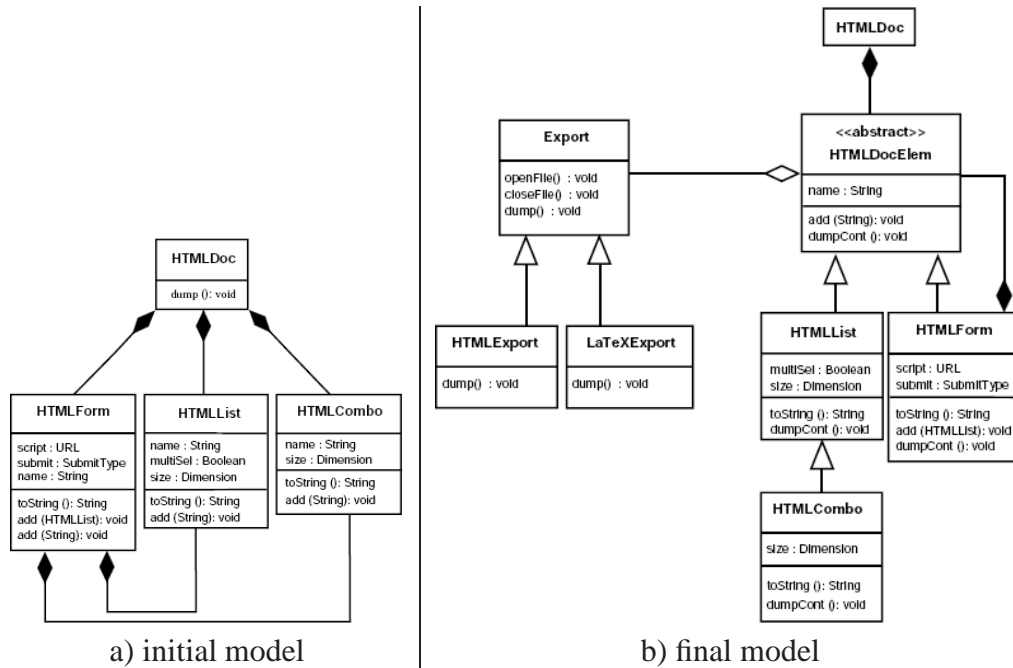 HTMLDoc
dump (): void
HTMLForm
script : URL
submit : SubmitType
name : String
toString (): String
add (HTMLList): void
add (String): void
HTMLList
name : String
multiSel : Boolean
size : Dimension
toString (): String
add (String): void
HTMLCombo
name : String
size : Dimension
toString (): String
add (String): void
a) initial model
HTMLDoc
Export
openFile() : void
closeFile() : void
dump() : void
<<abstract>>
HTMLDocElem
name : String
add (String): void
dumpCont (): void
HTMLExport
dump() : void
LaTeXExport
dump() : void
HTMLList
multiSel : Boolean
size : Dimension
toString (): String
dumpCont (): void
HTMLForm
script : URL
submit : SubmitType
toString (): String
add (HTMLList): void
dumpCont (): void
HTMLCombo
size : Dimension
toString (): String
dumpCont (): void
b) final model